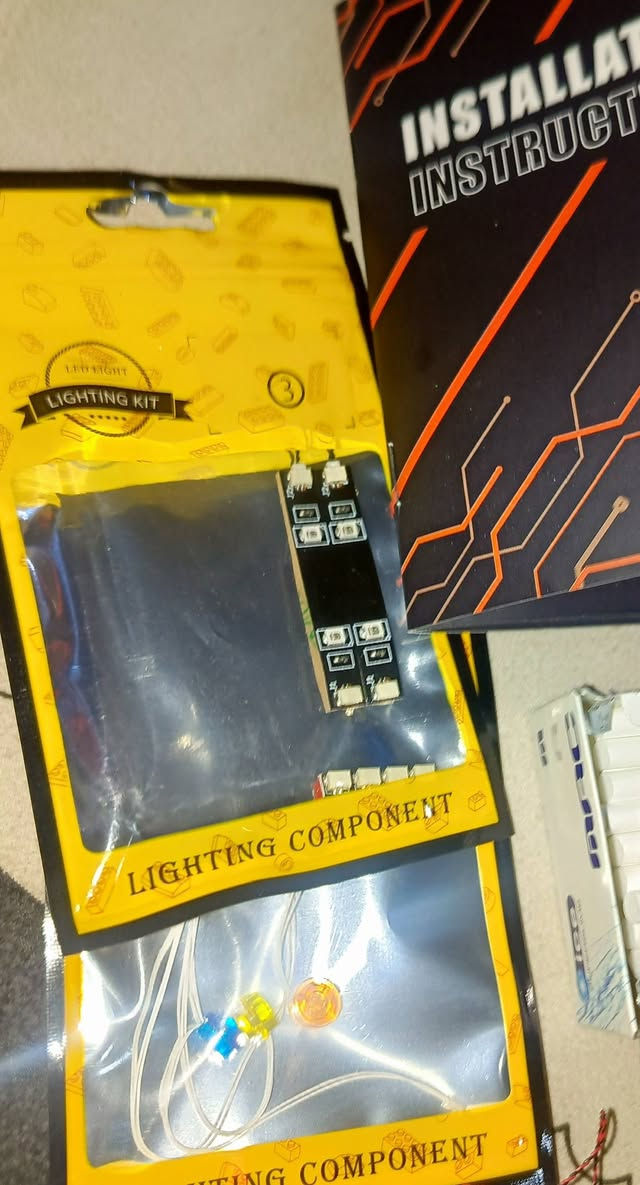 INSTALLAT
INSTRUCT
LED LIGHT
LIGHTING KIT
3
LIGHTING COMPONENT
TING COMPONENT